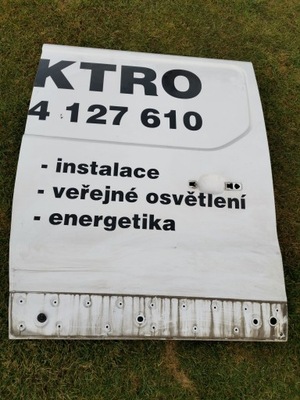 KTRO
4 127 610
- instalace
- veřejné osvětlení
- energetika